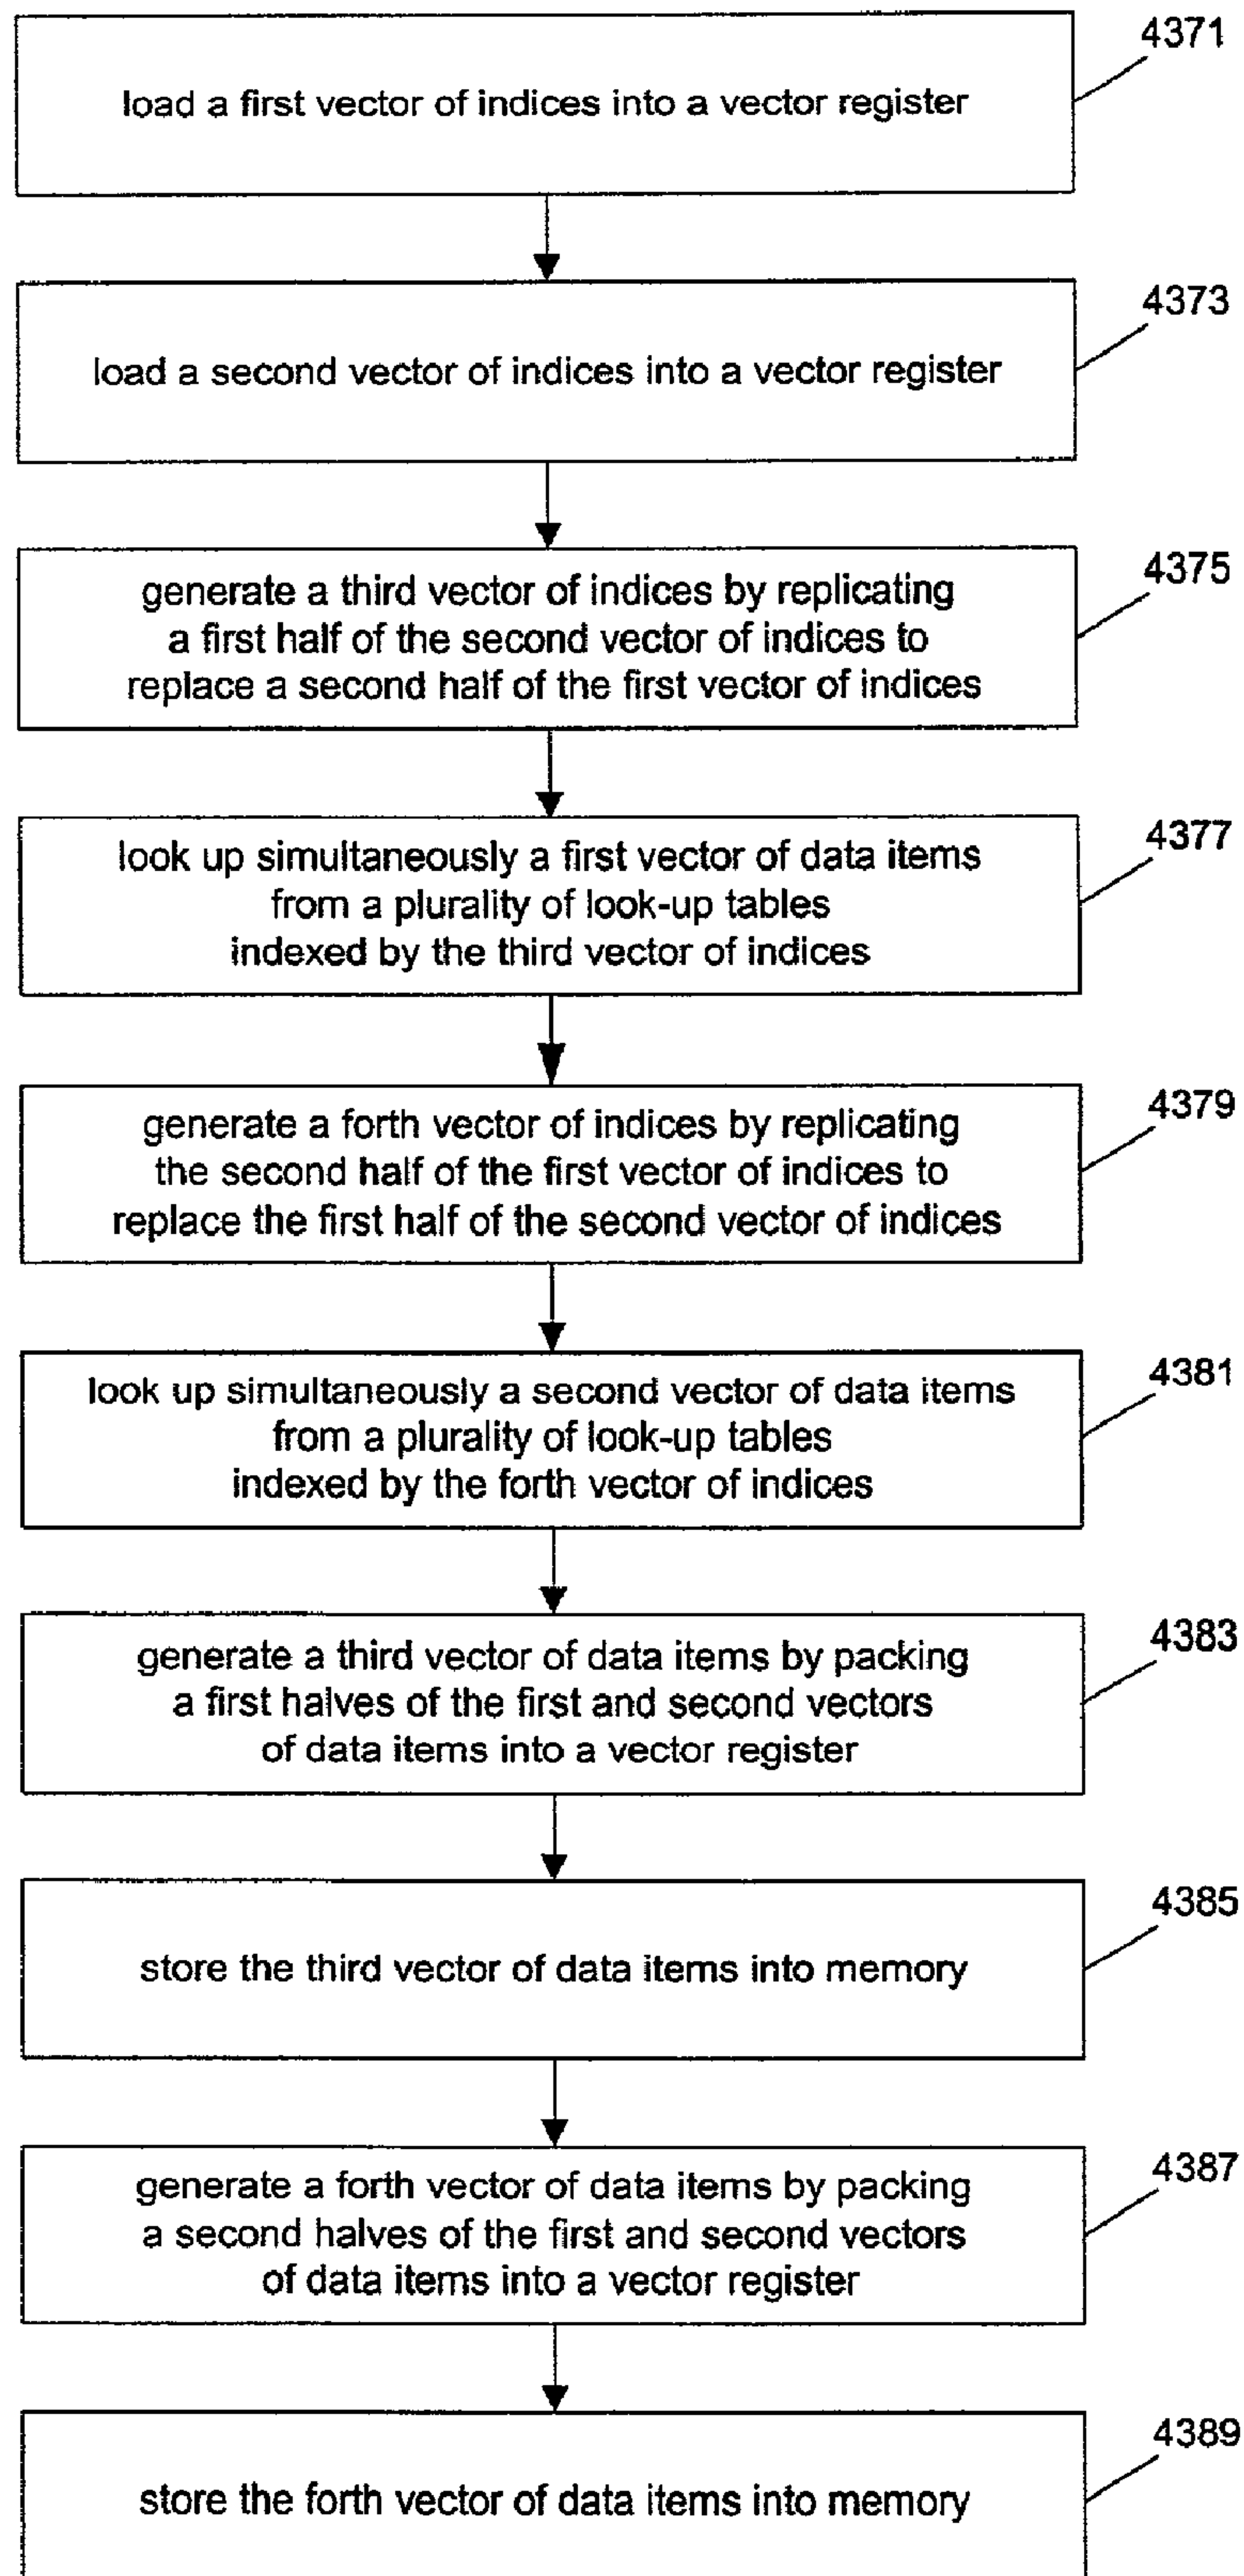 4371
load a first vector of indices into a vector register
4373
load a second vector of indices into a vector register
4375
generate a third vector of indices by replicating
a first half of the second vector of indices to
replace a second half of the first vector of indices
4377
look up simultaneously a first vector of data items
from a plurality of look-up tables
indexed by the third vector of indices
4379
generate a forth vector of indices by replicating
the second half of the first vector of indices to
replace the first half of the second vector of indices
4381
look up simultaneously a second vector of data items
from a plurality of look-up tables
indexed by the forth vector of indices
4383
generate a third vector of data items by packing
a first halves of the first and second vectors
of data items into a vector register
4385
store the third vector of data items into memory
4387
generate a forth vector of data items by packing
a second halves of the first and second vectors
of data items into a vector register
4389
store the forth vector of data items into memory